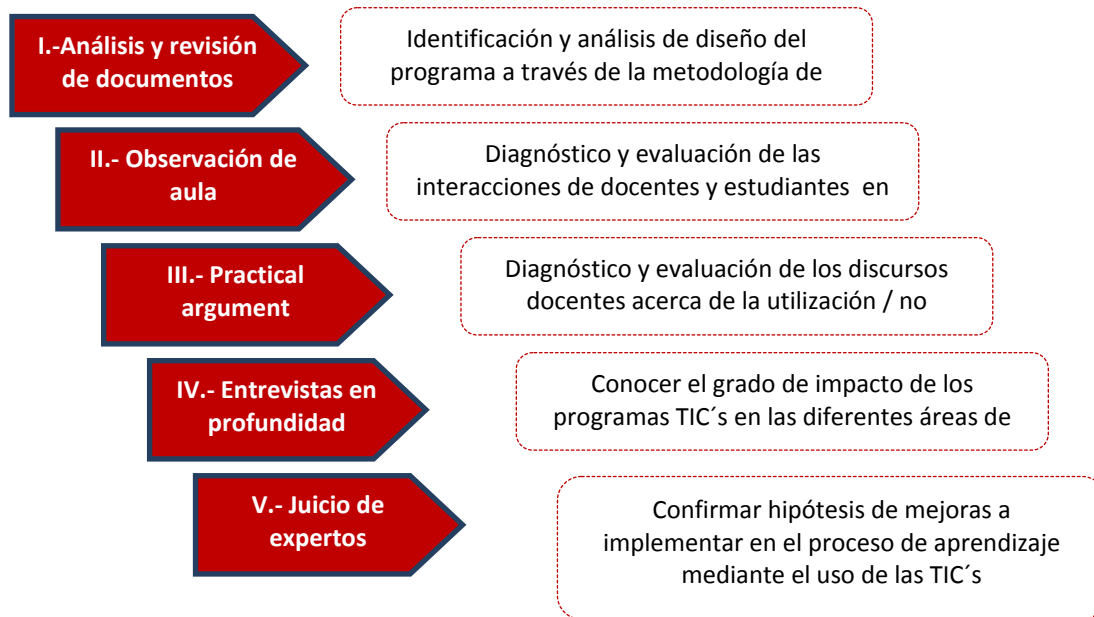 I.-Análisis y revisión
de documentos
Identificación y análisis de diseño del
programa a través de la metodología de
II.- Observación de
aula
Diagnóstico y evaluación de las
interacciones de docentes y estudiantes  en
III.- Practical
argument
Diagnóstico y evaluación de los discursos
docentes acerca de la utilización / no
IV.- Entrevistas en
profundidad
Conocer el grado de impacto de los
programas TIC´s en las diferentes áreas de
V.- Juicio de
expertos
Confirmar hipótesis de mejoras a
implementar en el proceso de aprendizaje
mediante el uso de las TIC´s